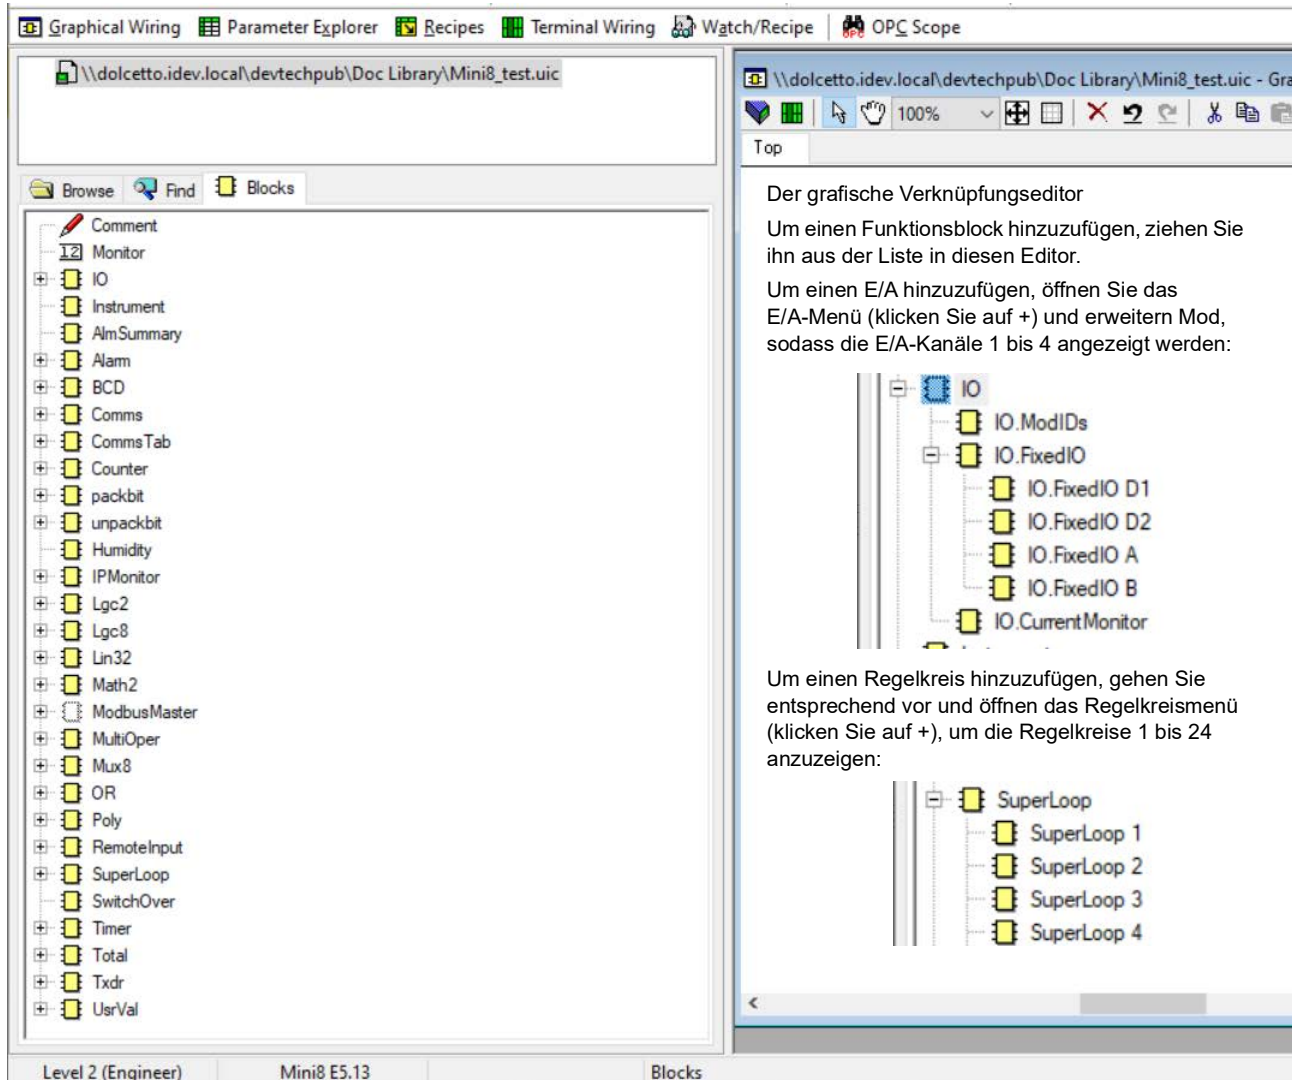 Graphical Wiring Parameter Explorer Recipes Terminal Wiring Watch/Recipe OPC Scope
\\dolcetto.idev.local\devtechpub\Doc Library\Mini8_test.uic
Browse Find Blocks
Comment
12 Monitor
IO
Instrument
AlmSummary
Alarm
BCD
Comms
CommsTab
Counter
packbit
unpackbit
Humidity
IPMonitor
Lgc2
Lgc8
Lin32
Math2
ModbusMaster
MultiOper
Mux8
OR
Poly
RemoteInput
SuperLoop
SwitchOver
Timer
Total
Txdr
UsrVal
\\dolcetto.idev.local\devtechpub\Doc Library\Mini8_test.uic - Gra
100%
Top
Der grafische Verknüpfungseditor
Um einen Funktionsblock hinzuzufügen, ziehen Sie
ihn aus der Liste in diesen Editor.
Um einen E/A hinzuzufügen, öffnen Sie das
E/A-Menü (klicken Sie auf +) und erweitern Mod,
sodass die E/A-Kanäle 1 bis 4 angezeigt werden:
IO
IO.ModIDs
IO.FixedIO
IO.FixedIO D1
IO.FixedIO D2
IO.FixedIO A
IO.FixedIO B
IO.CurrentMonitor
Um einen Regelkreis hinzuzufügen, gehen Sie
entsprechend vor und öffnen das Regelkreismenü
(klicken Sie auf +), um die Regelkreise 1 bis 24
anzuzeigen:
SuperLoop
SuperLoop 1
SuperLoop 2
SuperLoop 3
SuperLoop 4
Level 2 (Engineer) Mini8 E5.13 Blocks